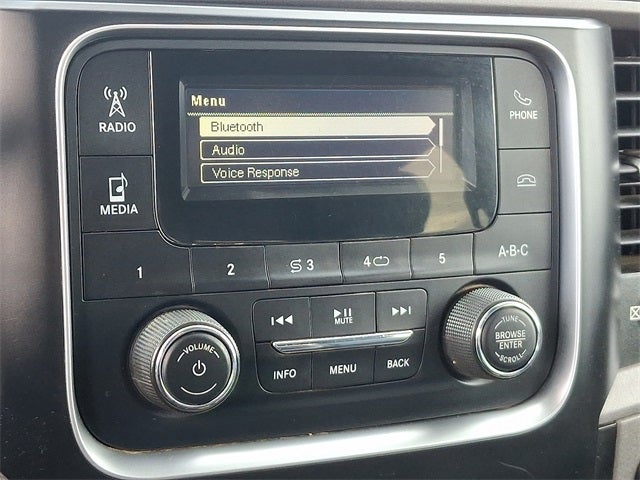 RADIO
Menu
Bluetooth
Audio
Voice Response
PHONE
MEDIA
1
2
3
4
5
A·B·C
VOLUME
MUTE
INFO
MENU
BACK
TUNE
BROWSE
ENTER
SCROLL